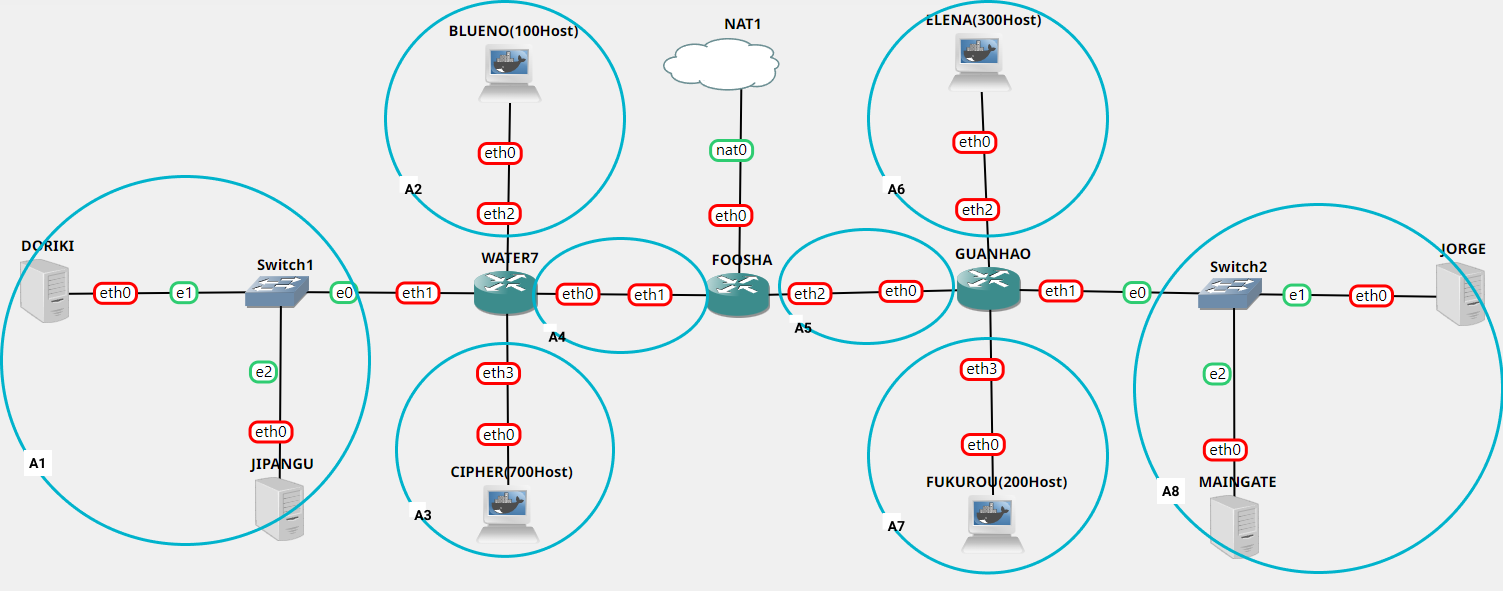 BLUENO(100Host)
NAT1
ELENA(300Host)
eth0
nat0
eth0
A2
eth2
eth0
A6
eth2
DORIKI
Switch1
WATER7
FOOSHA
GUANHAO
Switch2
JORGE
eth0
e1
e0
eth1
eth0
eth1
eth2
eth0
eth1
e0
e1
eth0
A4
A5
e2
eth3
eth3
e2
eth0
eth0
eth0
eth0
A1
JIPANGU
CIPHER(700Host)
FUKUROU(200Host)
MAINGATE
A8
A3
A7